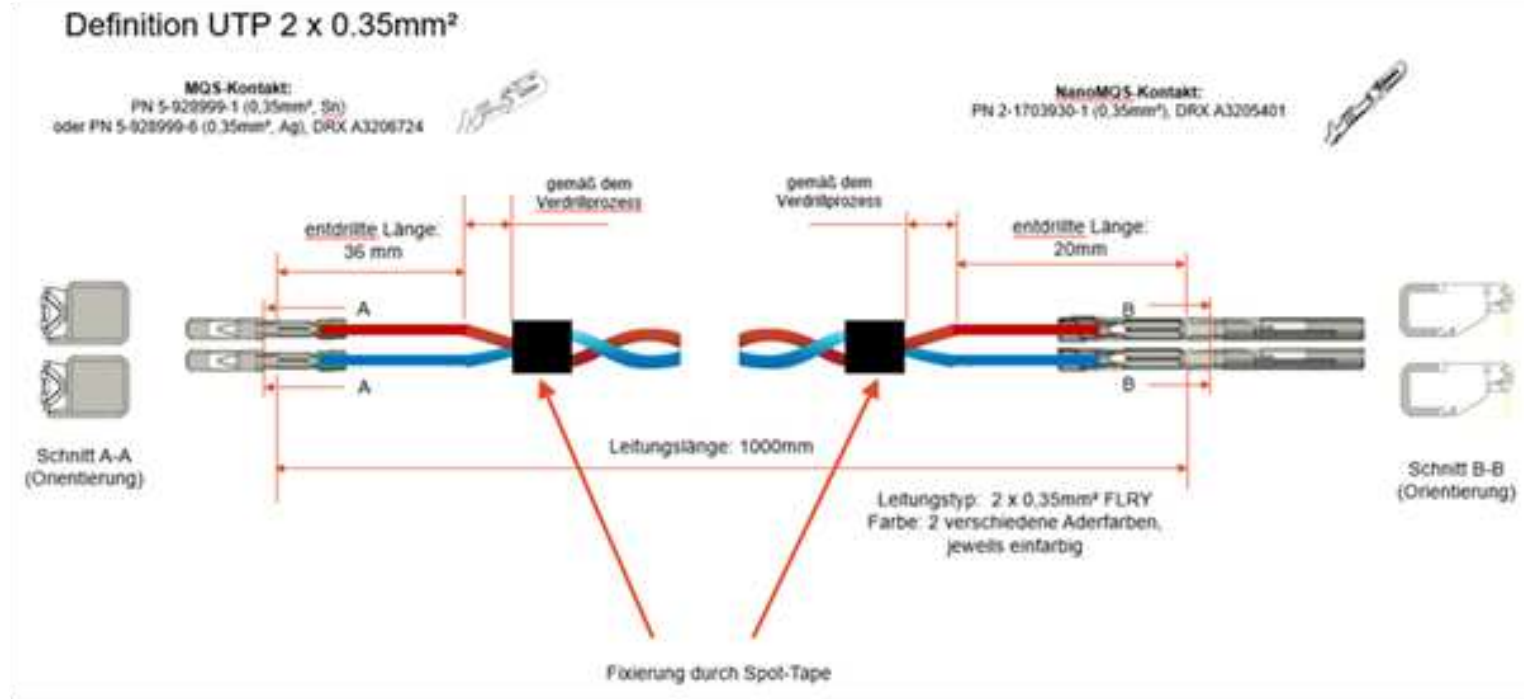 Definition UTP 2 x 0.35mm²
MQS-Kontakt:
PN 5-928999-1 (0,35mm², Sn)
oder PN 5-928999-6 (0.35mm², Ag), DRX A3206724
NanoMQS-Kontakt:
PN 2-1703930-1 (0,35mm²), DRX A3205401
gemäß dem
Verdrillprozess
gemäß dem
Verdrillprozess
entdrillte Länge:
36 mm
entdrillte Länge:
20mm
A
B
A
B
Leitungslänge: 1000mm
Schnitt A-A
(Orientierung)
Schnitt B-B
(Orientierung)
Leitungstyp: 2 x 0,35mm² FLRY
Farbe: 2 verschiedene Aderfarben,
jeweils einfarbig
Fixierung durch Spot-Tape